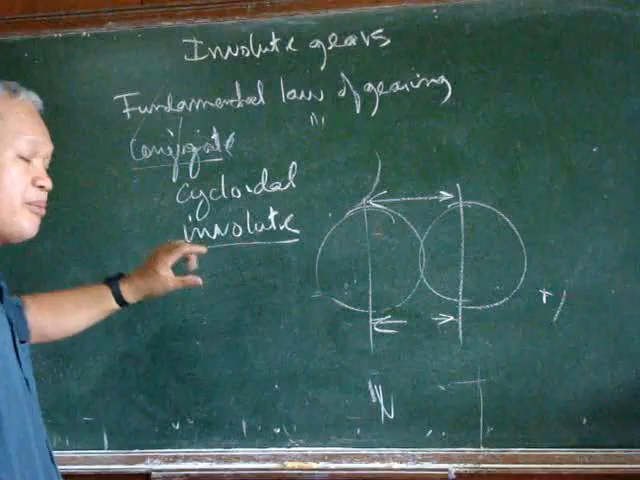 Involute gears
Fundamental law of gearing
Conjugate
cycloidal
involute